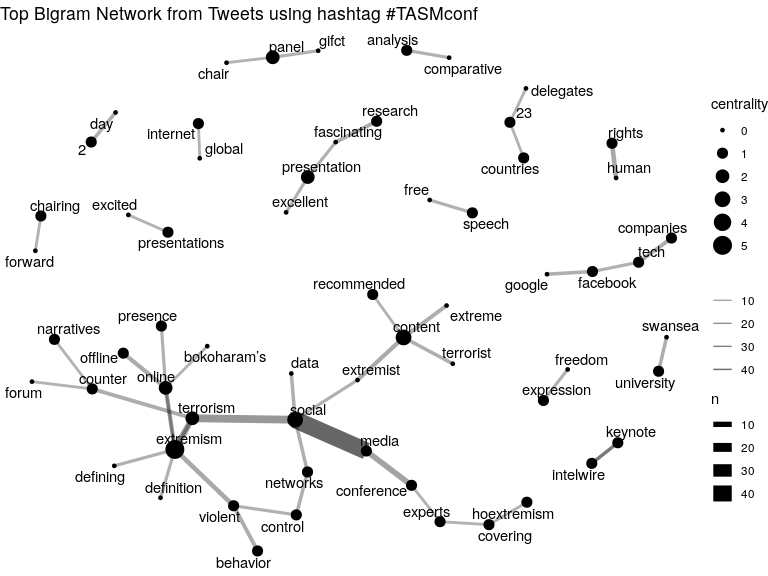 Top Bigram Network from Tweets using hashtag #TASMconf
panel
gifct
chair
analysis
comparative
day
2
internet
global
research
fascinating
presentation
excellent
delegates
23
countries
rights
human
chairing
forward
excited
presentations
free
speech
companies
tech
facebook
google
recommended
content
extreme
terrorist
extremist
presence
narratives
offline
online
bokoharam's
counter
forum
data
social
terrorism
extremism
media
defining
definition
networks
conference
violent
control
behavior
experts
hoextremism
covering
swansea
university
freedom
expression
keynote
intelwire
centrality
0
1
2
3
4
5
10
20
30
40
n
10
20
30
40